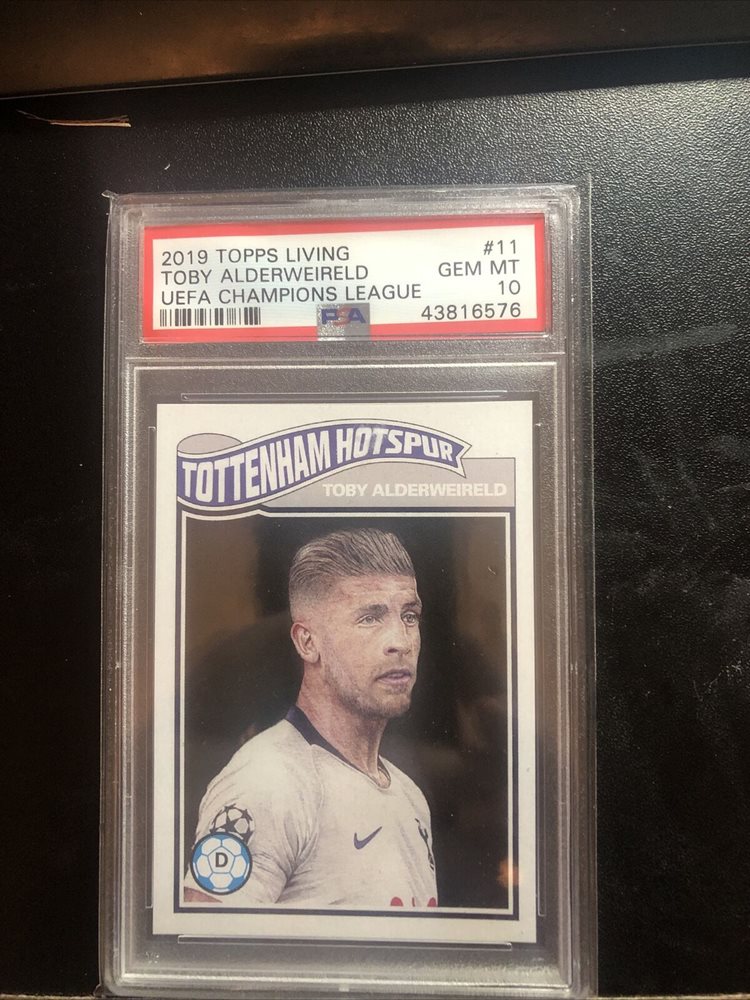 2019 TOPPS LIVING #11
TOBY ALDERWEIRELD GEM MT
UEFA CHAMPIONS LEAGUE 10
PSA 43816576
TOTTENHAM HOTSPUR
TOBY ALDERWEIRELD
D